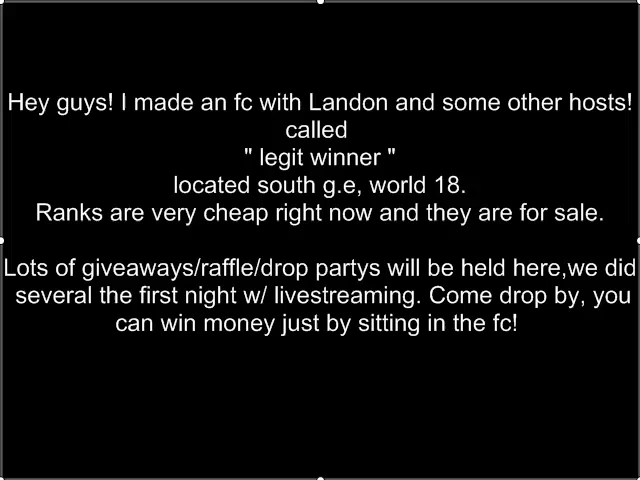 Hey guys! I made an fc with Landon and some other hosts!
called
" legit winner "
located south g.e, world 18.
Ranks are very cheap right now and they are for sale.
Lots of giveaways/raffle/drop partys will be held here,we did
several the first night w/ livestreaming. Come drop by, you
can win money just by sitting in the fc!